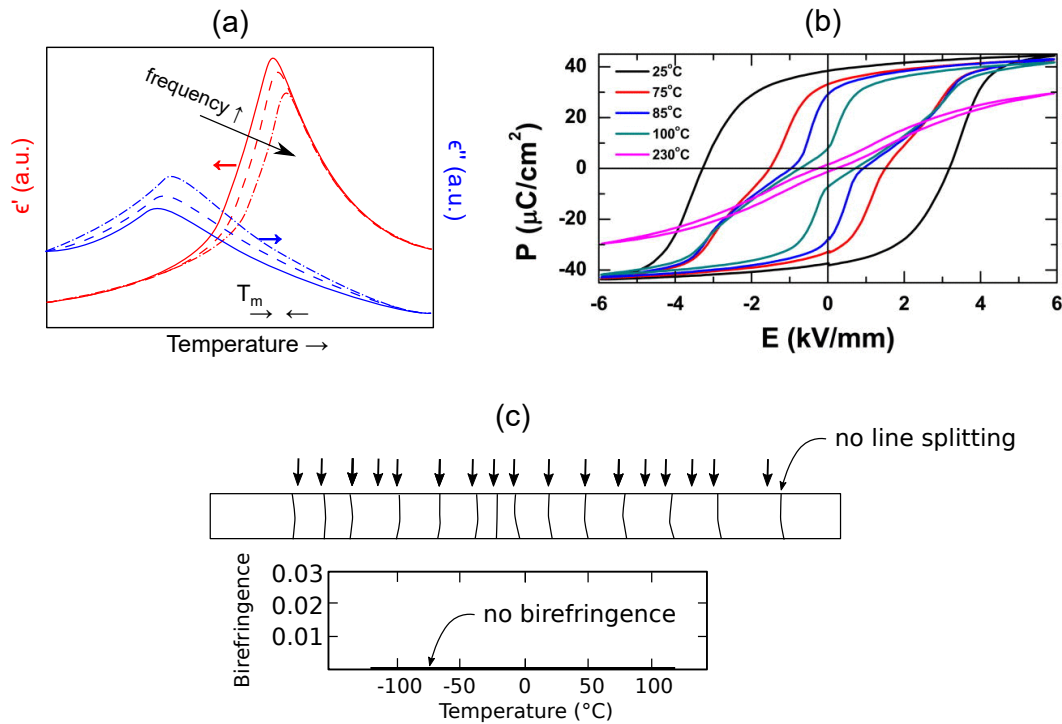 (a)
frequency ↑
ϵ' (a.u.)
ϵ'' (a.u.)
T_m
Temperature →
(b)
25°C
75°C
85°C
100°C
230°C
40
20
0
-20
-40
P (μC/cm²)
-6 -4 -2 0 2 4 6
E (kV/mm)
(c)
no line splitting
Birefringence
0.03
0.02
0.01
no birefringence
-100 -50 0 50 100
Temperature (°C)